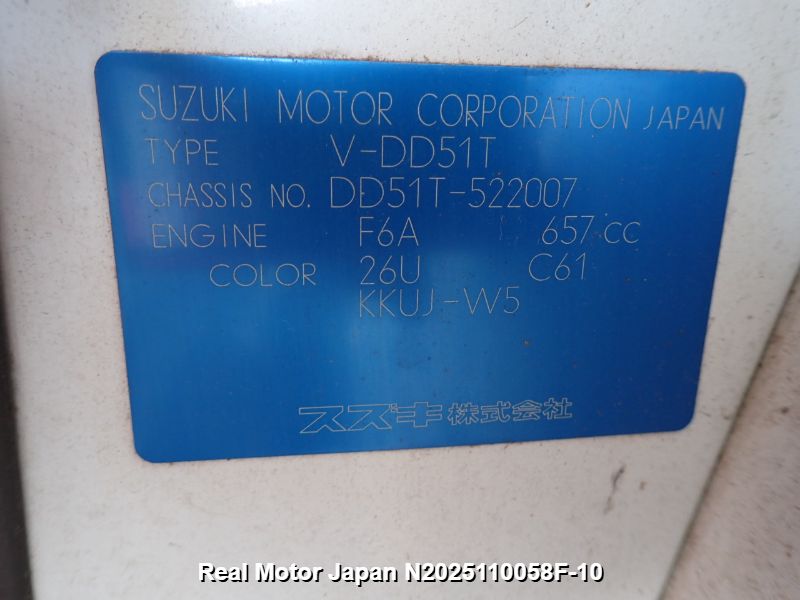 SUZUKI MOTOR CORPORATION JAPAN
TYPE V-DD51T
CHASSIS NO. DD51T-522007
ENGINE F6A 657 cc
COLOR 26U C61
KKUJ-W5
スズキ株式会社
Real Motor Japan N2025110058F-10